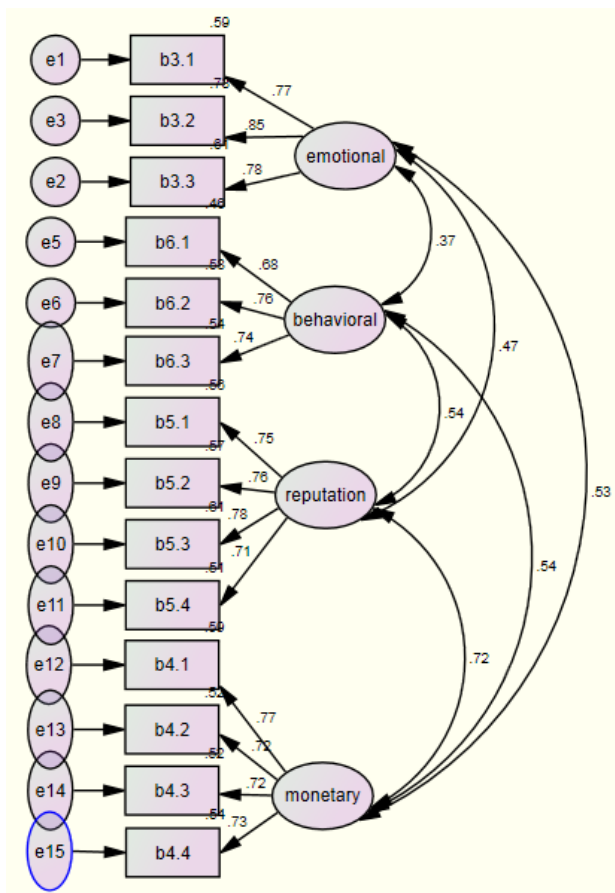 .59
e1 b3.1
.77
.73
e3 b3.2
.85
emotional
.61
e2 b3.3
.78
.46
e5 b6.1
.37
.58
.68
e6 b6.2
.76
behavioral
.54
e7 b6.3
.74
.47
.56
e8 b5.1
.54
.57
.75
e9 b5.2
.76
reputation
.53
.61
.78
e10 b5.3
.71
.51
.54
e11 b5.4
.59
e12 b4.1
.72
.52
.77
e13 b4.2
.72
.52
e14 b4.3
.72
monetary
.54
.73
e15 b4.4